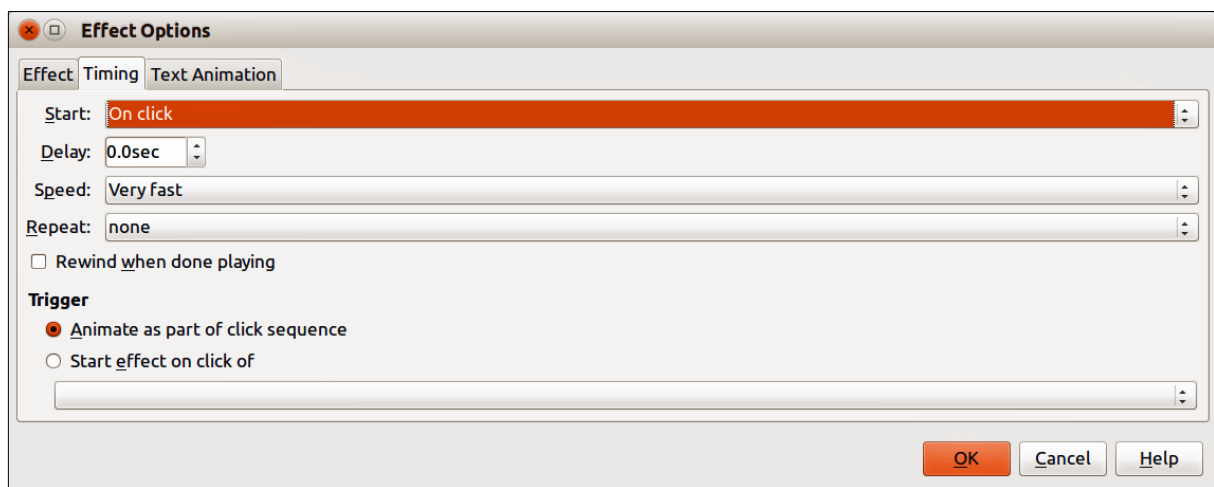 Effect Options
Effect Timing Text Animation
Start: On click
Delay: 0.0sec
Speed: Very fast
Repeat: none
Rewind when done playing
Trigger
Animate as part of click sequence
Start effect on click of
OK Cancel Help